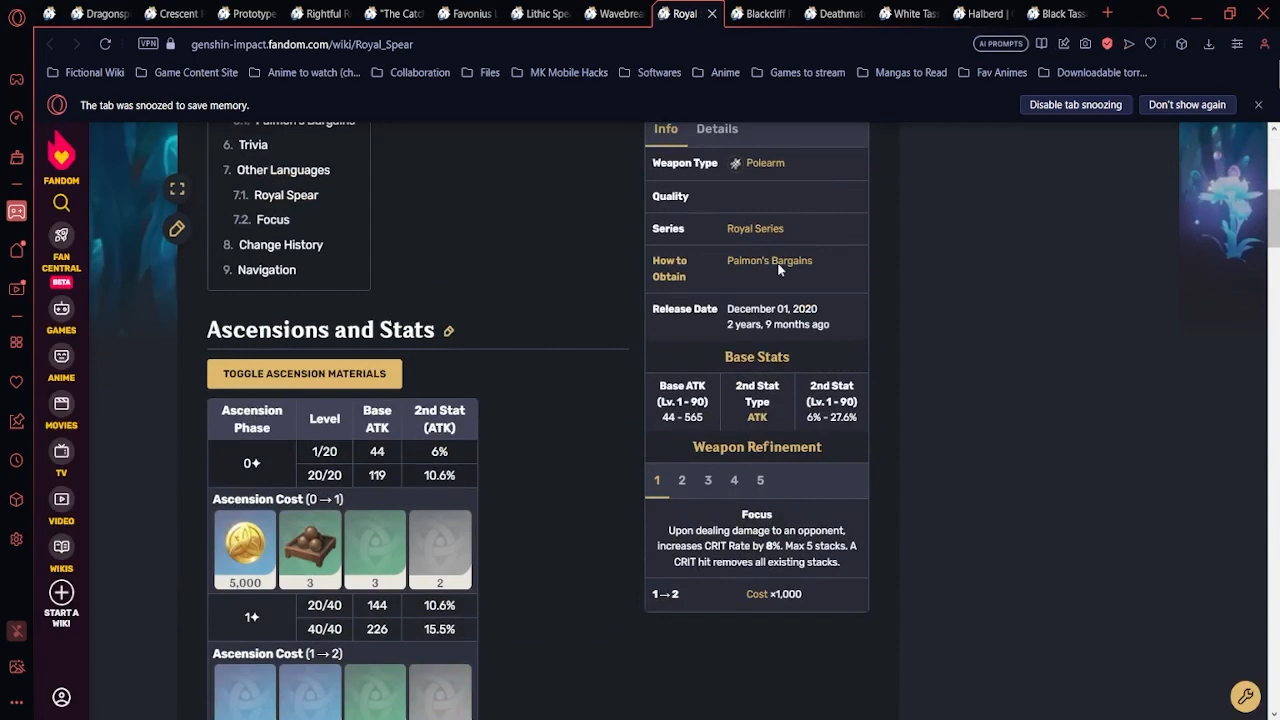 Dragonsp
Crescent
Prototype
Rightful R
"The Catc
Favonius L
Lithic Spe
Wavebrea
Royal
Blackcliff
Deathmat
White Tas
Halberd | (
Black Tass
VPN
genshin-impact.fandom.com/wiki/Royal_Spear
AI PROMPTS
Fictional Wiki
Game Content Site
Anime to watch (ch...
Collaboration
Files
MK Mobile Hacks
Softwares
Anime
Games to stream
Mangas to Read
Fav Animes
Downloadable torr...
The tab was snoozed to save memory.
Disable tab snoozing
Don't show again
FANDOM
FAN
CENTRAL
BETA
GAMES
ANIME
MOVIES
TV
VIDEO
WIKIS
START A
WIKI
5.1. Paimon's Bargains
6. Trivia
7. Other Languages
7.1. Royal Spear
7.2. Focus
8. Change History
9. Navigation
Ascensions and Stats
TOGGLE ASCENSION MATERIALS
Ascension
Phase
Level
Base
ATK
2nd Stat
(ATK)
0✦
1/20 44 6%
20/20 119 10.6%
Ascension Cost (0 → 1)
5,000 3 3 2
1✦
20/40 144 10.6%
40/40 226 15.5%
Ascension Cost (1 → 2)
Info Details
Weapon Type Polearm
Quality
Series Royal Series
How to
Obtain
Paimon's Bargains
Release Date December 01, 2020
2 years, 9 months ago
Base Stats
Base ATK
(Lv. 1 - 90)
44 - 565
2nd Stat
Type
ATK
2nd Stat
(Lv. 1 - 90)
6% - 27.6%
Weapon Refinement
1 2 3 4 5
Focus
Upon dealing damage to an opponent,
increases CRIT Rate by 8%. Max 5 stacks. A
CRIT hit removes all existing stacks.
1→2 Cost ×1,000